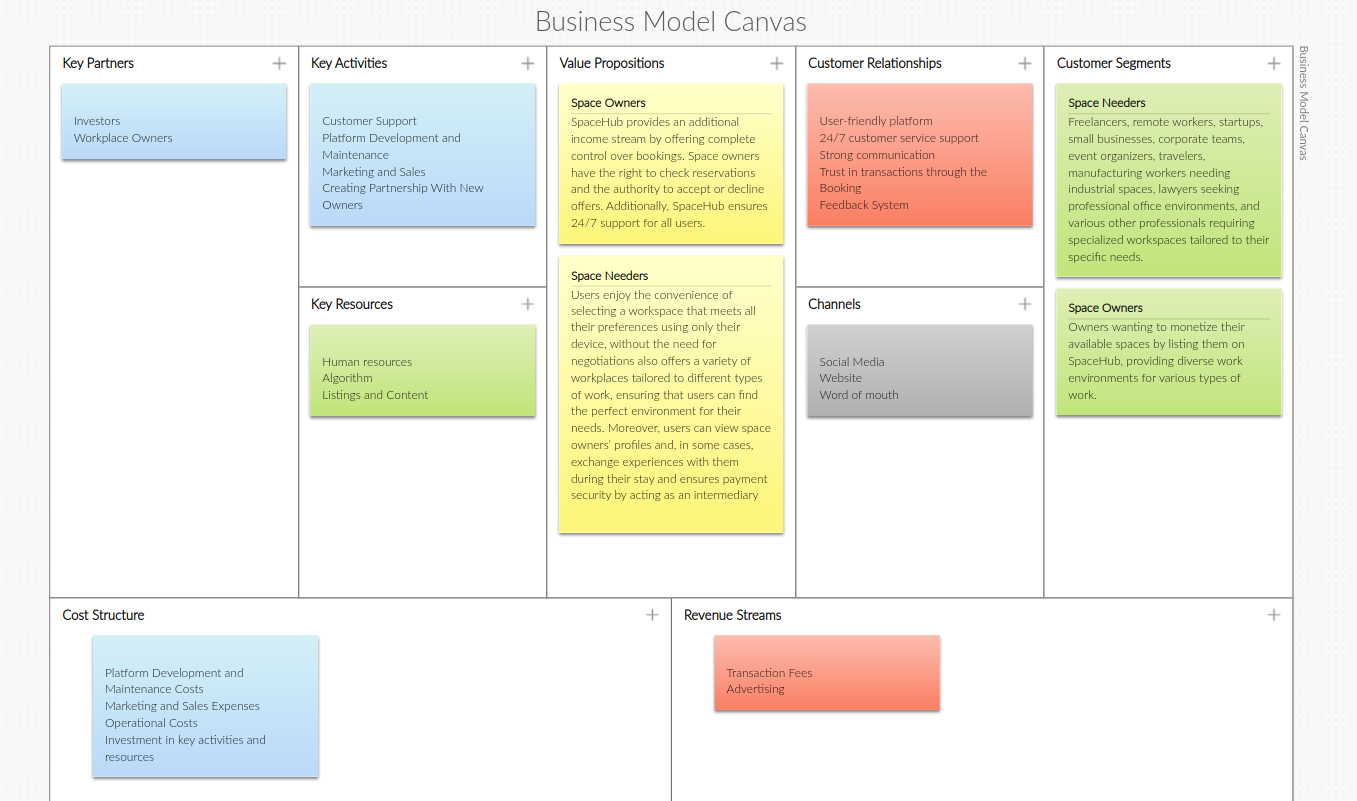 Business Model Canvas
Key Partners
Investors
Workplace Owners
Key Activities
Customer Support
Platform Development and
Maintenance
Marketing and Sales
Creating Partnership With New
Owners
Key Resources
Human resources
Algorithm
Listings and Content
Value Propositions
Space Owners
SpaceHub provides an additional
income stream by offering complete
control over bookings. Space owners
have the right to check reservations
and the authority to accept or decline
offers. Additionally, SpaceHub ensures
24/7 support for all users.
Space Needers
Users enjoy the convenience of
selecting a workspace that meets all
their preferences using only their
device, without the need for
negotiations also offers a variety of
workplaces tailored to different types
of work, ensuring that users can find
the perfect environment for their
needs. Moreover, users can view space
owners' profiles and, in some cases,
exchange experiences with them
during their stay and ensures payment
security by acting as an intermediary
Customer Relationships
User-friendly platform
24/7 customer service support
Strong communication
Trust in transactions through the
Booking
Feedback System
Channels
Social Media
Website
Word of mouth
Customer Segments
Space Needers
Freelancers, remote workers, startups,
small businesses, corporate teams,
event organizers, travelers,
manufacturing workers needing
industrial spaces, lawyers seeking
professional office environments, and
various other professionals requiring
specialized workspaces tailored to their
specific needs.
Space Owners
Owners wanting to monetize their
available spaces by listing them on
SpaceHub, providing diverse work
environments for various types of
work.
Business Model Canvas
Cost Structure
Platform Development and
Maintenance Costs
Marketing and Sales Expenses
Operational Costs
Investment in key activities and
resources
Revenue Streams
Transaction Fees
Advertising